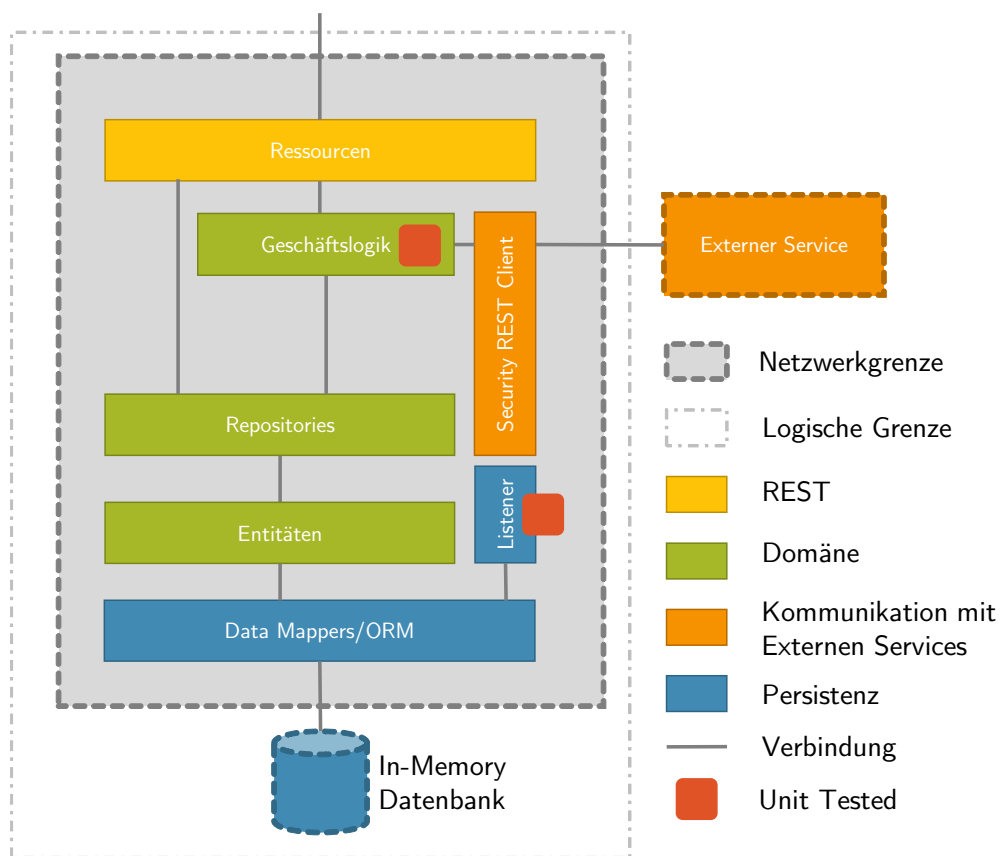 Ressourcen
Geschäftslogik
Security REST Client
Externer Service
Repositories
Listener
Entitäten
Data Mappers/ORM
In-Memory
Datenbank
Netzwerkgrenze
Logische Grenze
REST
Domäne
Kommunikation mit
Externen Services
Persistenz
Verbindung
Unit Tested